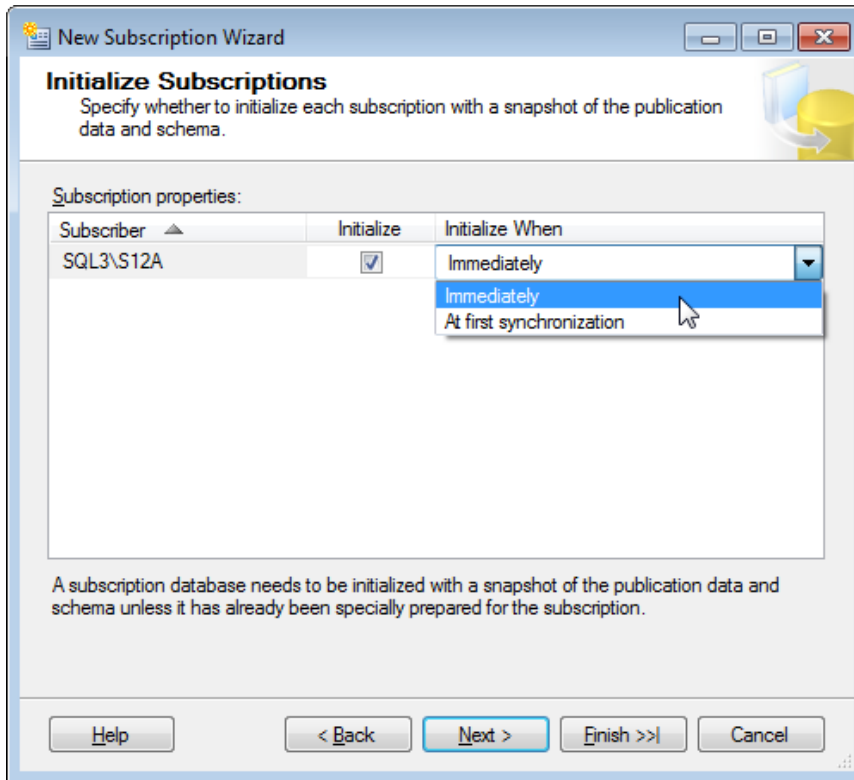 New Subscription Wizard
Initialize Subscriptions
Specify whether to initialize each subscription with a snapshot of the publication
data and schema.
Subscription properties:
Subscriber Initialize Initialize When
SQL3\S12A Immediately
Immediately
At first synchronization
A subscription database needs to be initialized with a snapshot of the publication data and
schema unless it has already been specially prepared for the subscription.
Help < Back Next > Finish >>| Cancel